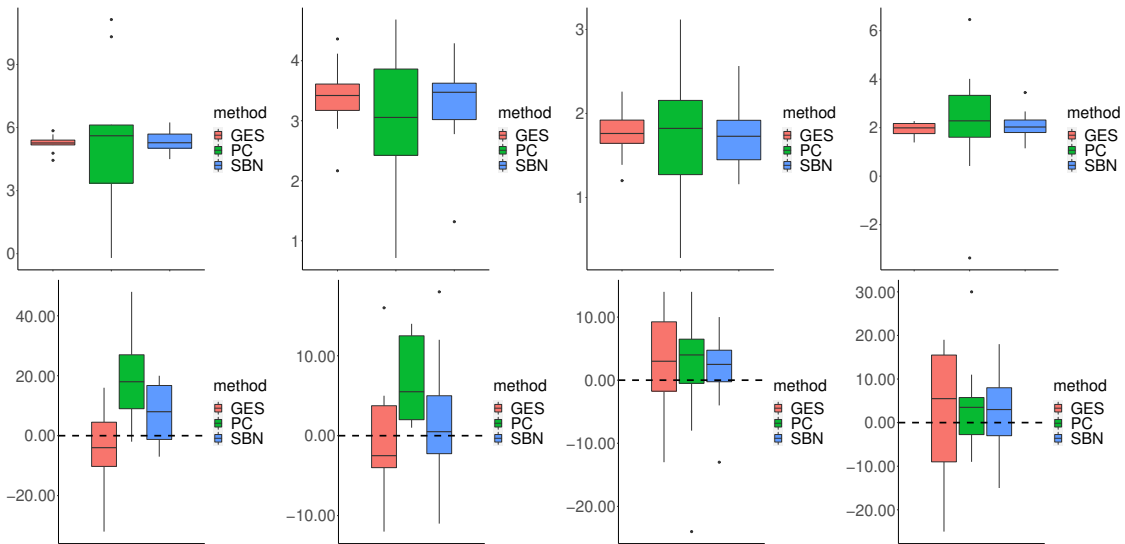 9
6
3
0
method
GES
PC
SBN
4
3
2
1
method
GES
PC
SBN
3
2
1
method
GES
PC
SBN
6
4
2
0
−2
method
GES
PC
SBN
40.00
20.00
0.00
−20.00
method
GES
PC
SBN
10.00
0.00
−10.00
method
GES
PC
SBN
10.00
0.00
−10.00
−20.00
method
GES
PC
SBN
30.00
20.00
10.00
0.00
−10.00
−20.00
method
GES
PC
SBN